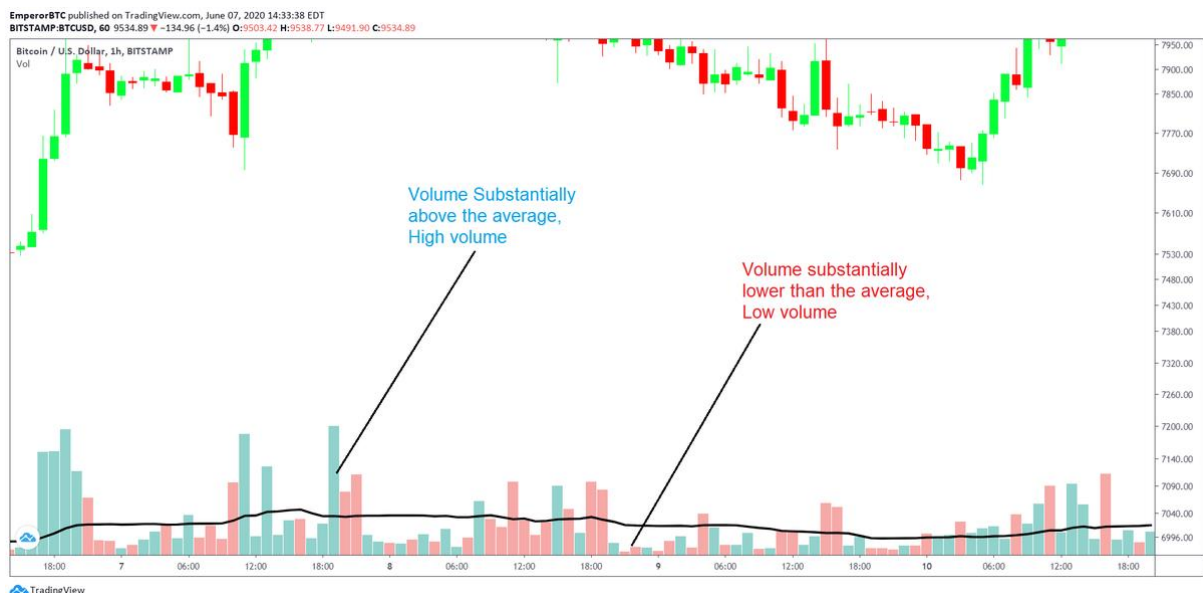 EmperorBTC published on TradingView.com, June 07, 2020 14:33:38 EDT
BITSTAMP:BTCUSD, 60 9534.89 ▼ −134.96 (−1.4%) O:9503.42 H:9538.77 L:9491.90 C:9534.89
Bitcoin / U.S. Dollar, 1h, BITSTAMP
Vol
Volume Substantially
above the average,
High volume
Volume substantially
lower than the average,
Low volume
7950.00
7900.00
7850.00
7770.00
7690.00
7610.00
7530.00
7480.00
7430.00
7380.00
7320.00
7260.00
7200.00
7140.00
7090.00
7040.00
6996.00
18:00 7 06:00 12:00 18:00 8 06:00 12:00 18:00 9 06:00 12:00 18:00 10 06:00 12:00 18:00
TradingView